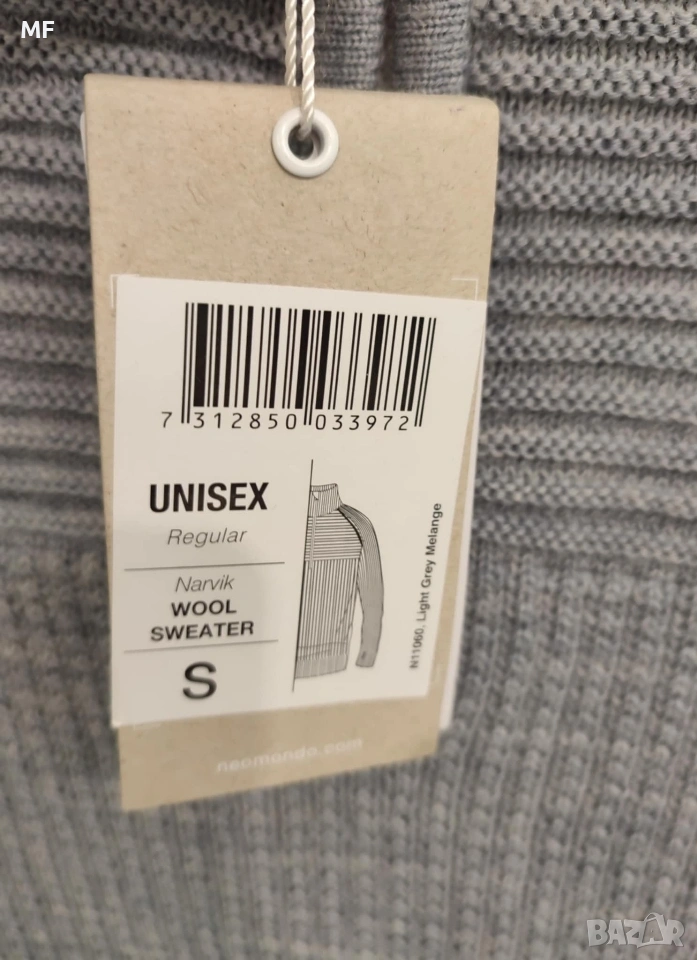 MF
7 312850 033972
UNISEX
Regular
Narvik
WOOL
SWEATER
S
N11060, Light Grey Melange
neomondo.com
BAZAR